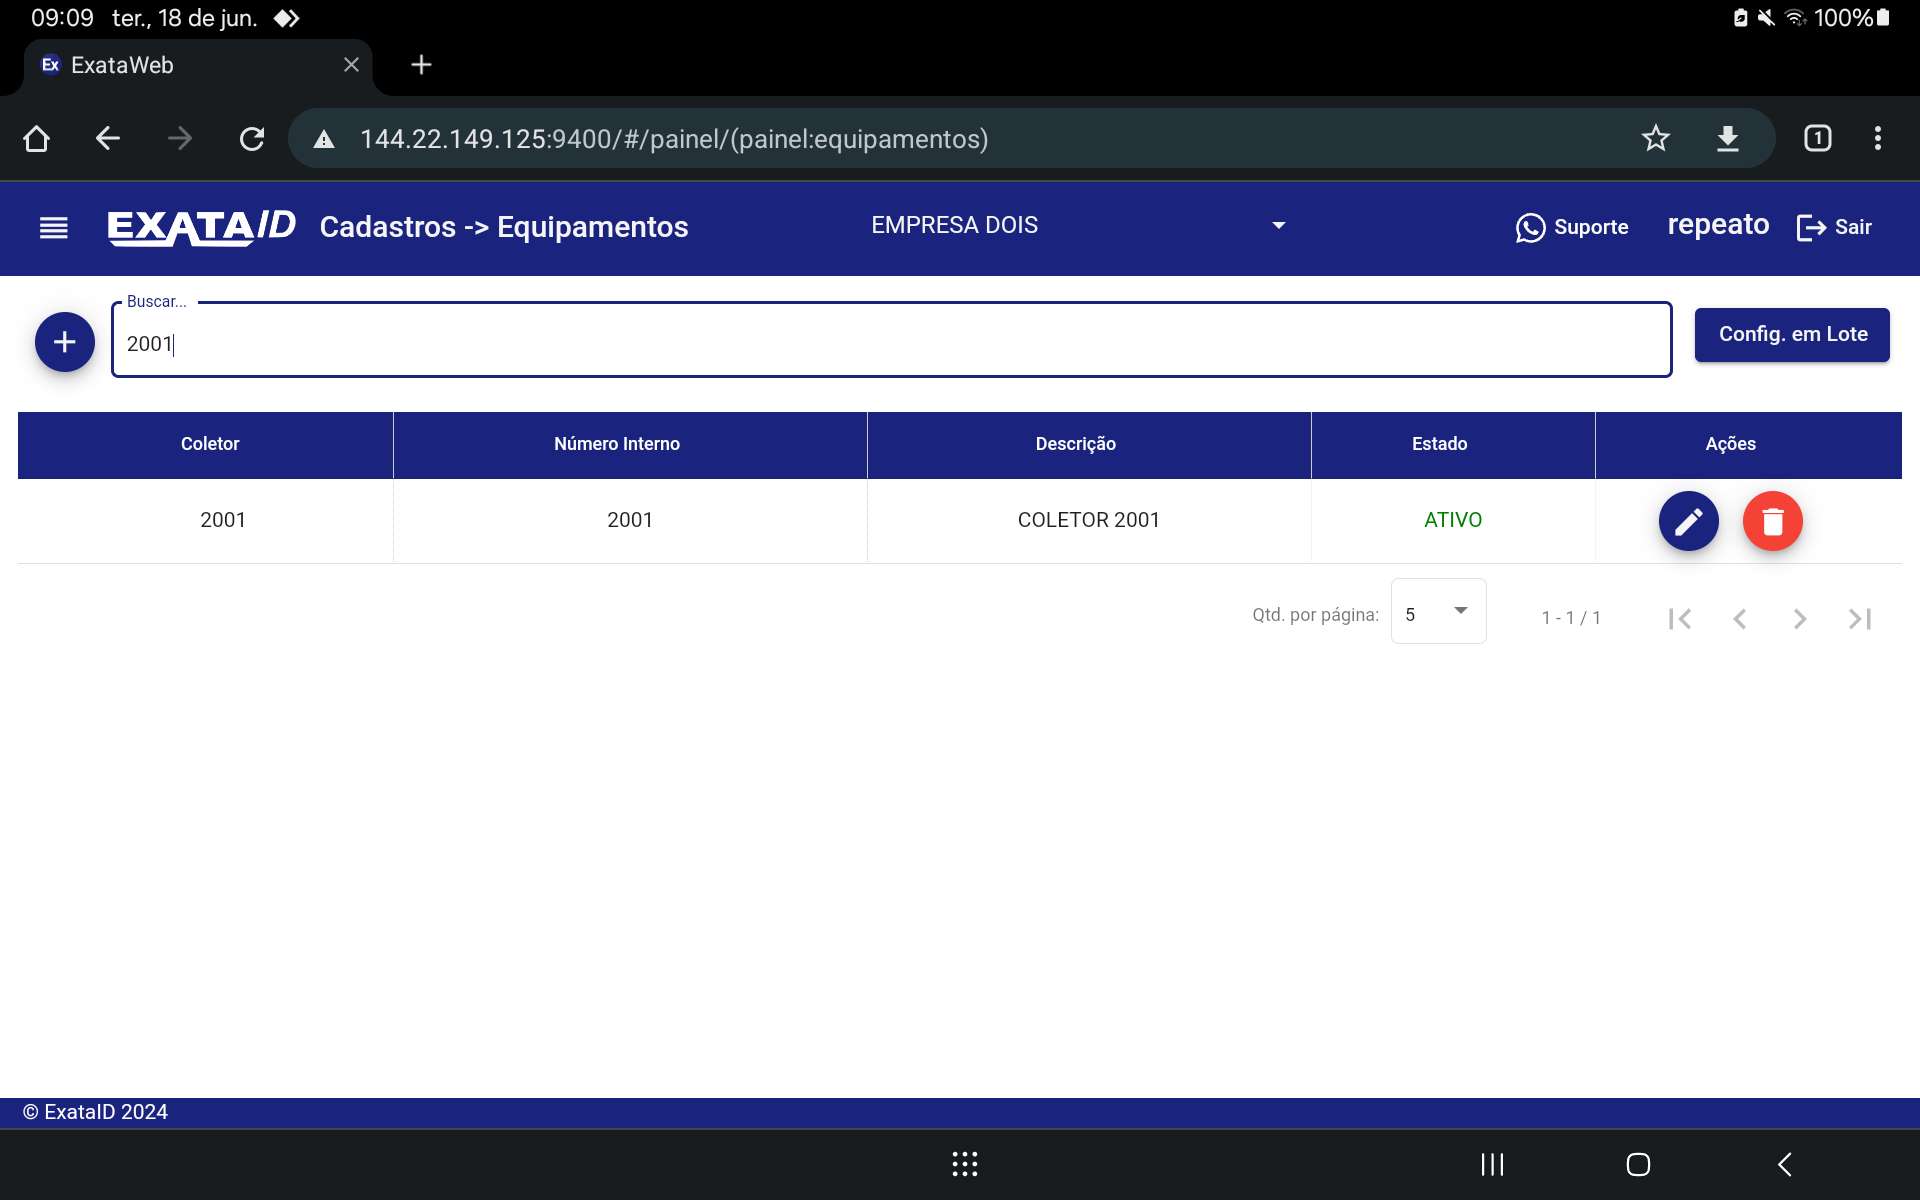 09:09 ter., 18 de jun. 100%
Ex ExataWeb
144.22.149.125:9400/#/painel/(painel:equipamentos) 1
EXATAID Cadastros -> Equipamentos EMPRESA DOIS Suporte repeato Sair
Buscar...
2001 Config. em Lote
Coletor Número Interno Descrição Estado Ações
2001 2001 COLETOR 2001 ATIVO
Qtd. por página: 5 1 - 1 / 1
© ExataID 2024